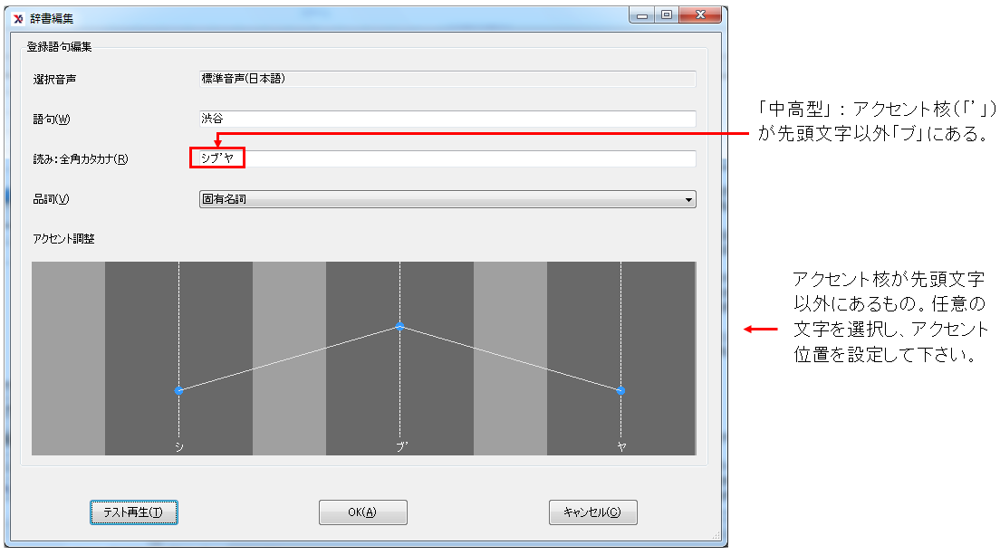 辞書編集
登録語句編集
選択音声
標準音声(日本語)
語句(W)
渋谷
読み:全角カタカナ(R)
シブ'ヤ
品詞(V)
固有名詞
アクセント調整
シ
ブ'
ヤ
テスト再生(T)
OK(A)
キャンセル(C)
「中高型」:アクセント核(「'」)
が先頭文字以外「ブ」にある。
アクセント核が先頭文字
以外にあるもの。任意の
文字を選択し、アクセント
位置を設定して下さい。